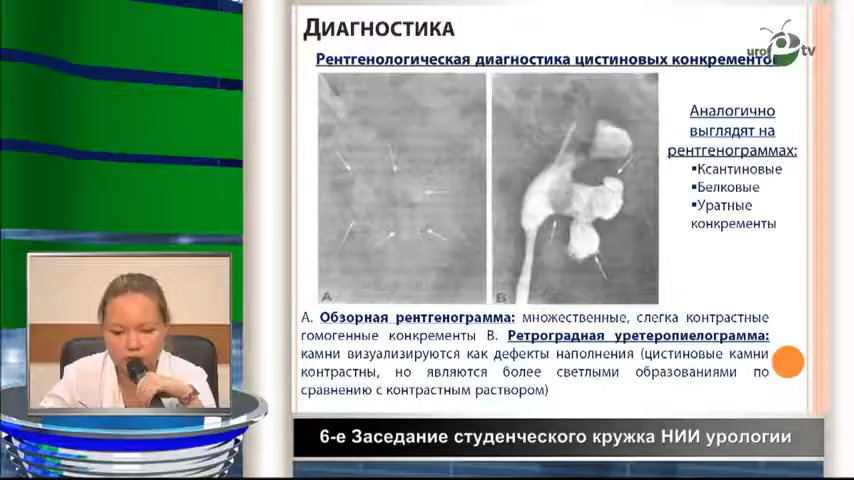 ДИАГНОСТИКА
uro tv
Рентгенологическая диагностика цистиновых конкременто
Аналогично
выглядят на
рентгенограммах:
▪Ксантиновые
▪Белковые
▪Уратные
конкременты
A
B
А. Обзорная рентгенограмма: множественные, слегка контрастные
гомогенные конкременты В. Ретроградная уретеропиелограмма:
камни визуализируются как дефекты наполнения (цистиновые камни
контрастны, но являются более светлыми образованиями по
сравнению с контрастным раствором)
6-е Заседание студенческого кружка НИИ урологии